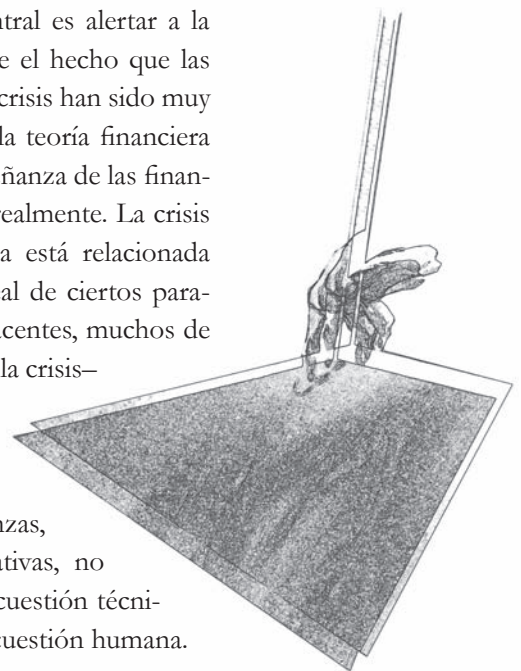 ntral es alertar a la
e el hecho que las
crisis han sido muy
la teoría financiera
ñanza de las finan-
realmente. La crisis
a está relacionada
al de ciertos para-
centes, muchos de
la crisis–
nzas,
ativas, no
cuestión técni-
cuestión humana.